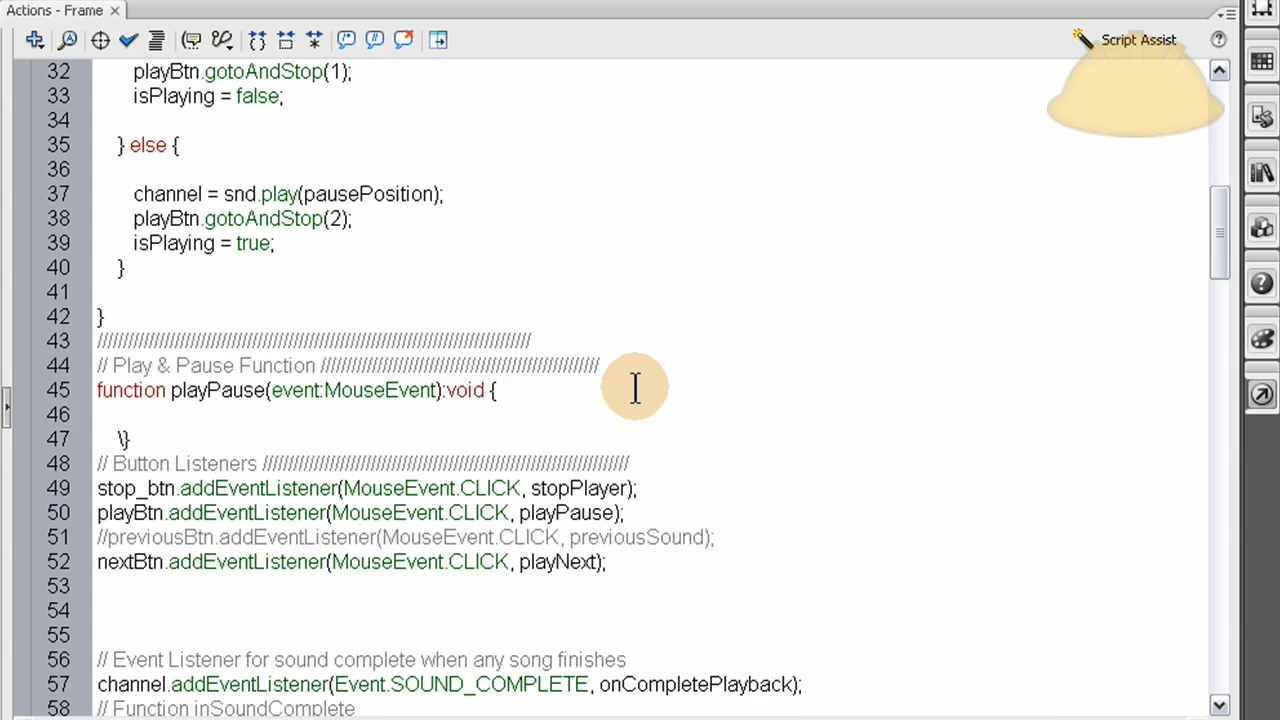 Actions - Frame ×
Script Assist
32 playBtn.gotoAndStop(1);
33 isPlaying = false;
34
35 } else {
36
37 channel = snd.play(pausePosition);
38 playBtn.gotoAndStop(2);
39 isPlaying = true;
40 }
41
42 }
43 ////////////////////////////////////////////////////////////////////////////////
44 // Play & Pause Function ///////////////////////////////////////////////////
45 function playPause(event:MouseEvent):void {
46
47 \}
48 // Button Listeners ////////////////////////////////////////////////////////////////////
49 stop_btn.addEventListener(MouseEvent.CLICK, stopPlayer);
50 playBtn.addEventListener(MouseEvent.CLICK, playPause);
51 //previousBtn.addEventListener(MouseEvent.CLICK, previousSound);
52 nextBtn.addEventListener(MouseEvent.CLICK, playNext);
53
54
55
56 // Event Listener for sound complete when any song finishes
57 channel.addEventListener(Event.SOUND_COMPLETE, onCompletePlayback);
58 // Function inSoundComplete